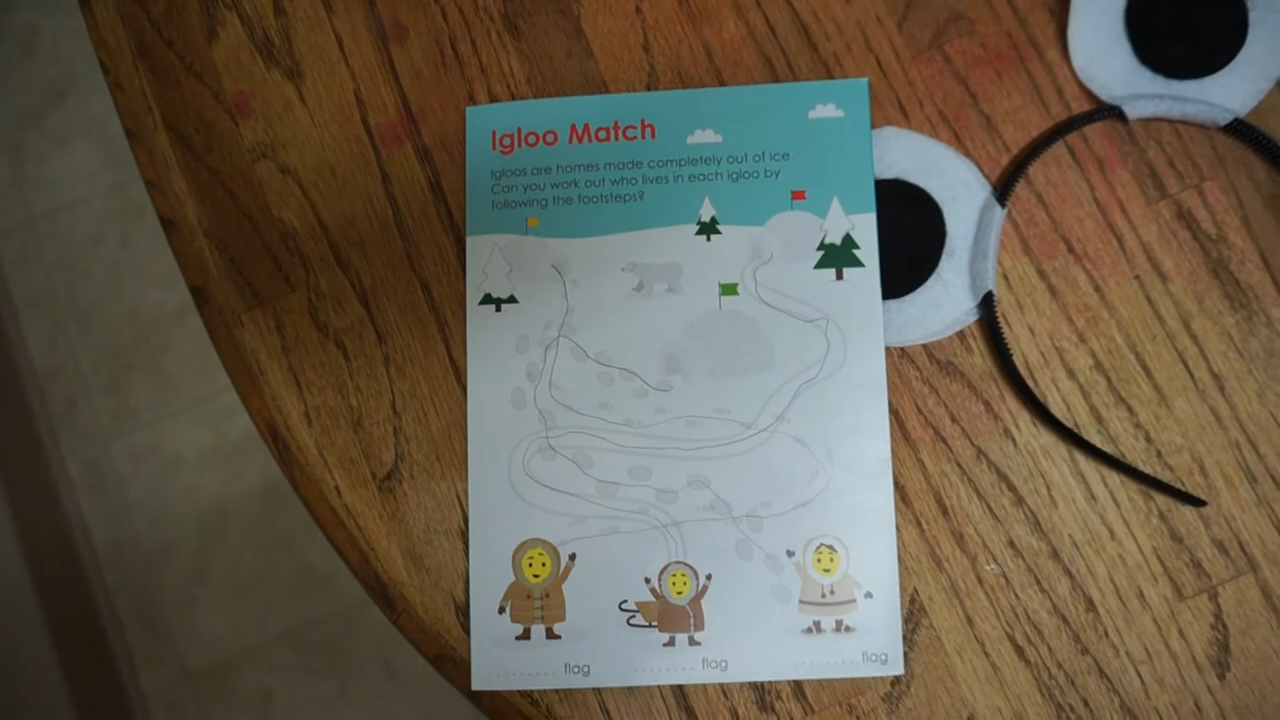 Igloo Match
Igloos are homes made completely out of ice.
Can you work out who lives in each igloo by
following the footsteps?
........ flag
........ flag
........ flag